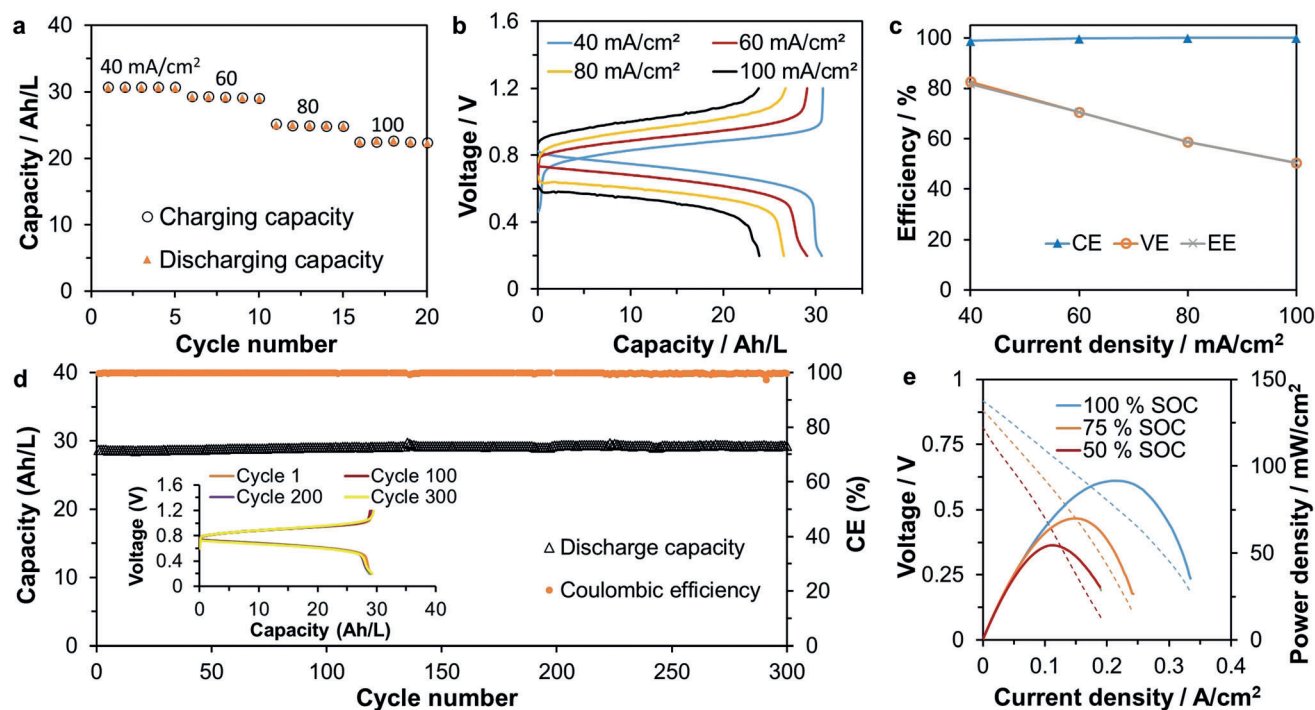 a
40
30
20
10
0
Capacity / Ah/L
40 mA/cm²
60
80
100
Charging capacity
Discharging capacity
0
5
10
15
20
Cycle number
b
1.6
1.2
0.8
0.4
0
Voltage / V
40 mA/cm²
60 mA/cm²
80 mA/cm²
100 mA/cm²
0
10
20
30
Capacity / Ah/L
c
100
80
60
40
20
0
Efficiency / %
CE
VE
EE
40
60
80
100
Current density / mA/cm²
d
40
30
20
10
0
Capacity (Ah/L)
100
80
60
40
20
0
CE (%)
Cycle 1
Cycle 100
Cycle 200
Cycle 300
1.6
1.2
0.8
0.4
0
Voltage (V)
0
10
20
30
40
Capacity (Ah/L)
Discharge capacity
Coulombic efficiency
0
50
100
150
200
250
300
Cycle number
e
1
0.75
0.5
0.25
0
Voltage / V
100 % SOC
75 % SOC
50 % SOC
150
100
50
0
Power density / mW/cm²
0
0.1
0.2
0.3
0.4
Current density / A/cm²